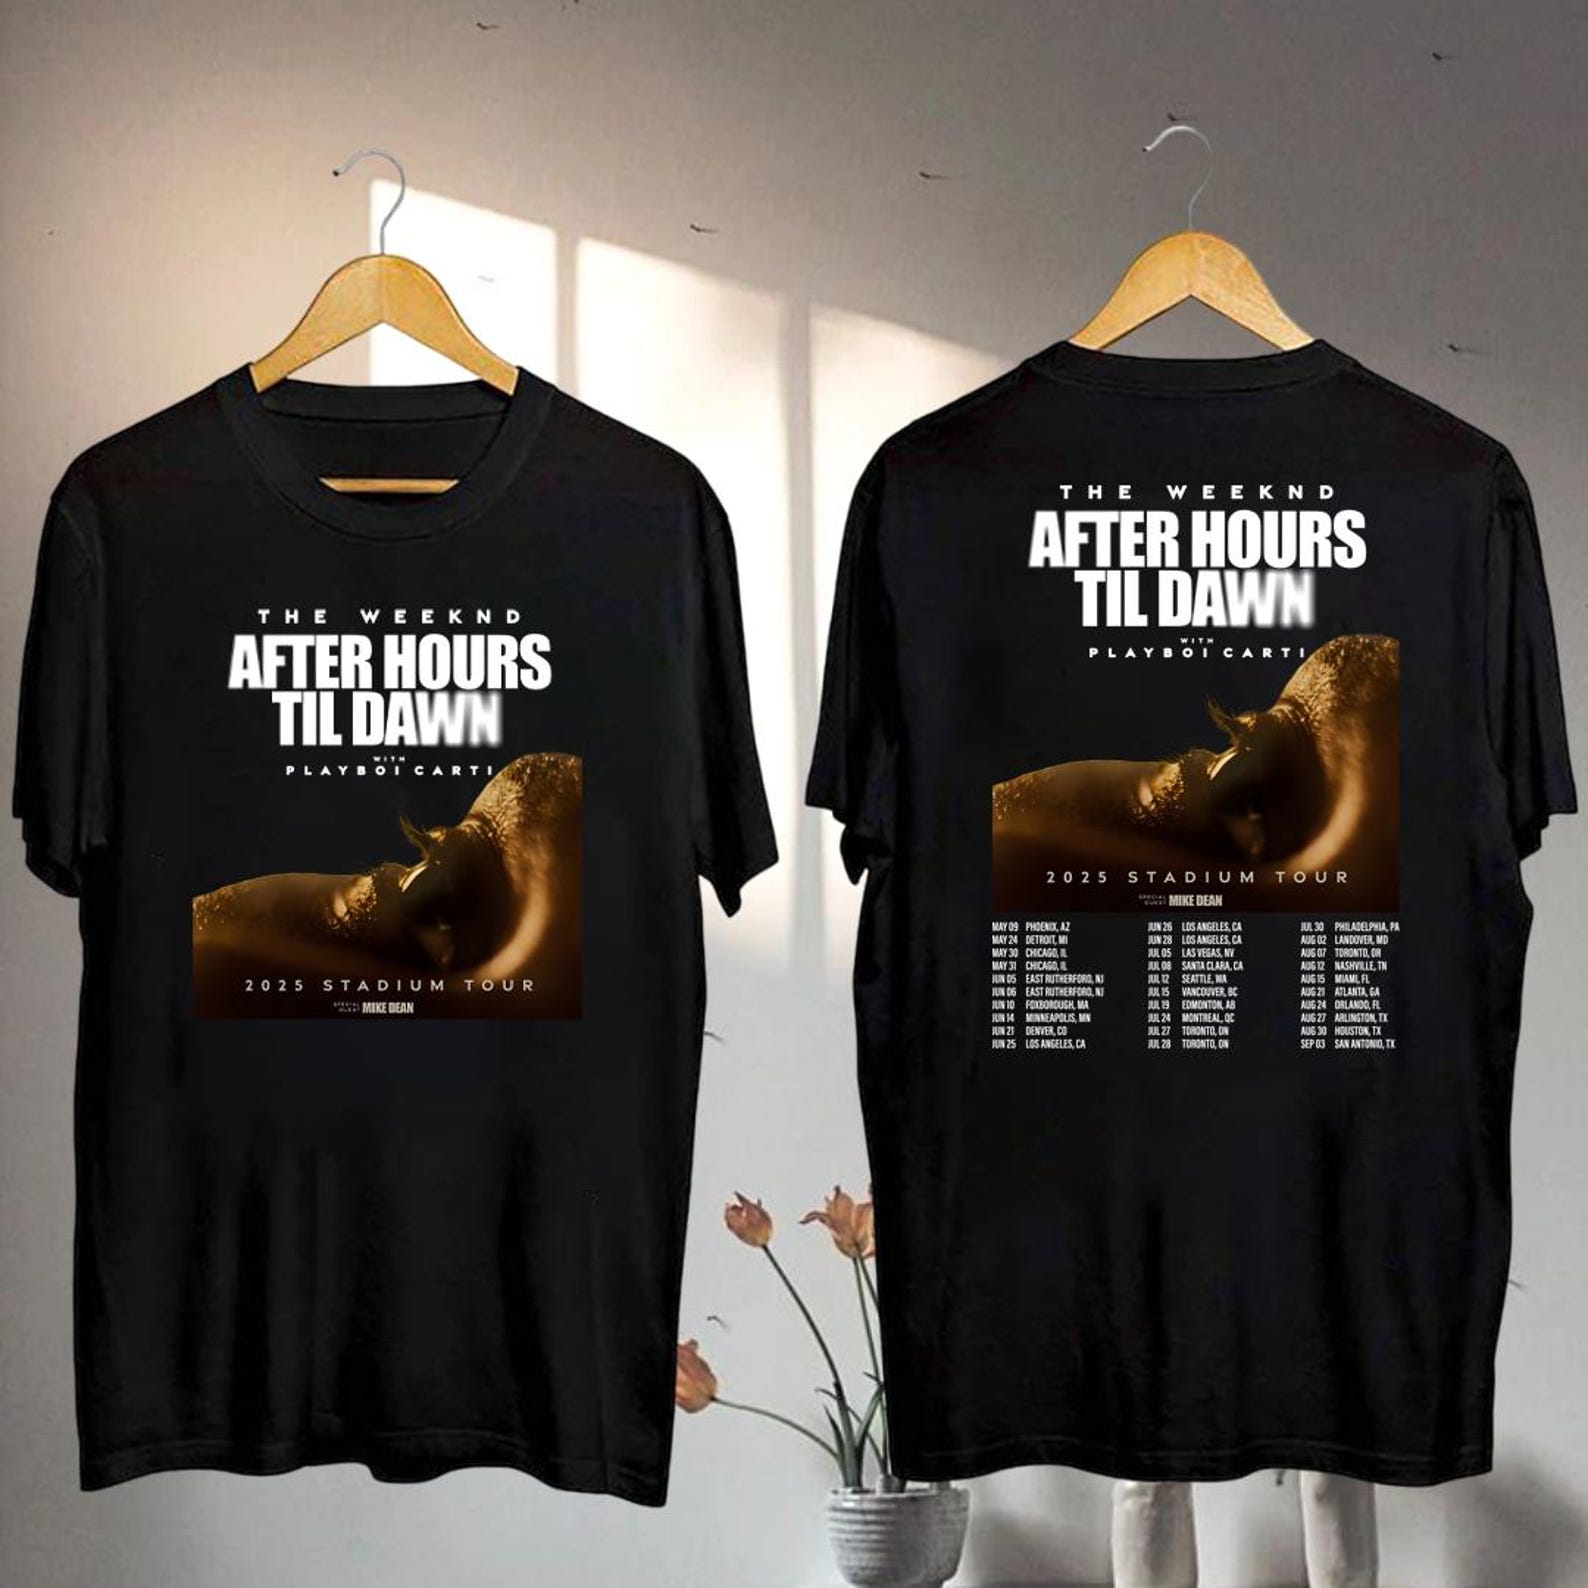 THE WEEKND
AFTER HOURS
TIL DAWN
WITH
PLAYBOI CARTI
2025 STADIUM TOUR
SPECIAL GUEST MIKE DEAN
THE WEEKND
AFTER HOURS
TIL DAWN
WITH
PLAYBOI CARTI
2025 STADIUM TOUR
SPECIAL GUEST MIKE DEAN
MAY 09 PHOENIX, AZ
MAY 24 DETROIT, MI
MAY 30 CHICAGO, IL
MAY 31 CHICAGO, IL
JUN 05 EAST RUTHERFORD, NJ
JUN 06 EAST RUTHERFORD, NJ
JUN 10 FOXBOROUGH, MA
JUN 14 MINNEAPOLIS, MN
JUN 21 DENVER, CO
JUN 25 LOS ANGELES, CA
JUN 26 LOS ANGELES, CA
JUN 28 LOS ANGELES, CA
JUL 05 LAS VEGAS, NV
JUL 08 SANTA CLARA, CA
JUL 12 SEATTLE, WA
JUL 15 VANCOUVER, BC
JUL 19 EDMONTON, AB
JUL 24 MONTREAL, QC
JUL 27 TORONTO, ON
JUL 28 TORONTO, ON
JUL 30 PHILADELPHIA, PA
AUG 02 LANDOVER, MD
AUG 07 TORONTO, OR
AUG 12 NASHVILLE, TN
AUG 15 MIAMI, FL
AUG 21 ATLANTA, GA
AUG 24 ORLANDO, FL
AUG 27 ARLINGTON, TX
AUG 30 HOUSTON, TX
SEP 03 SAN ANTONIO, TX